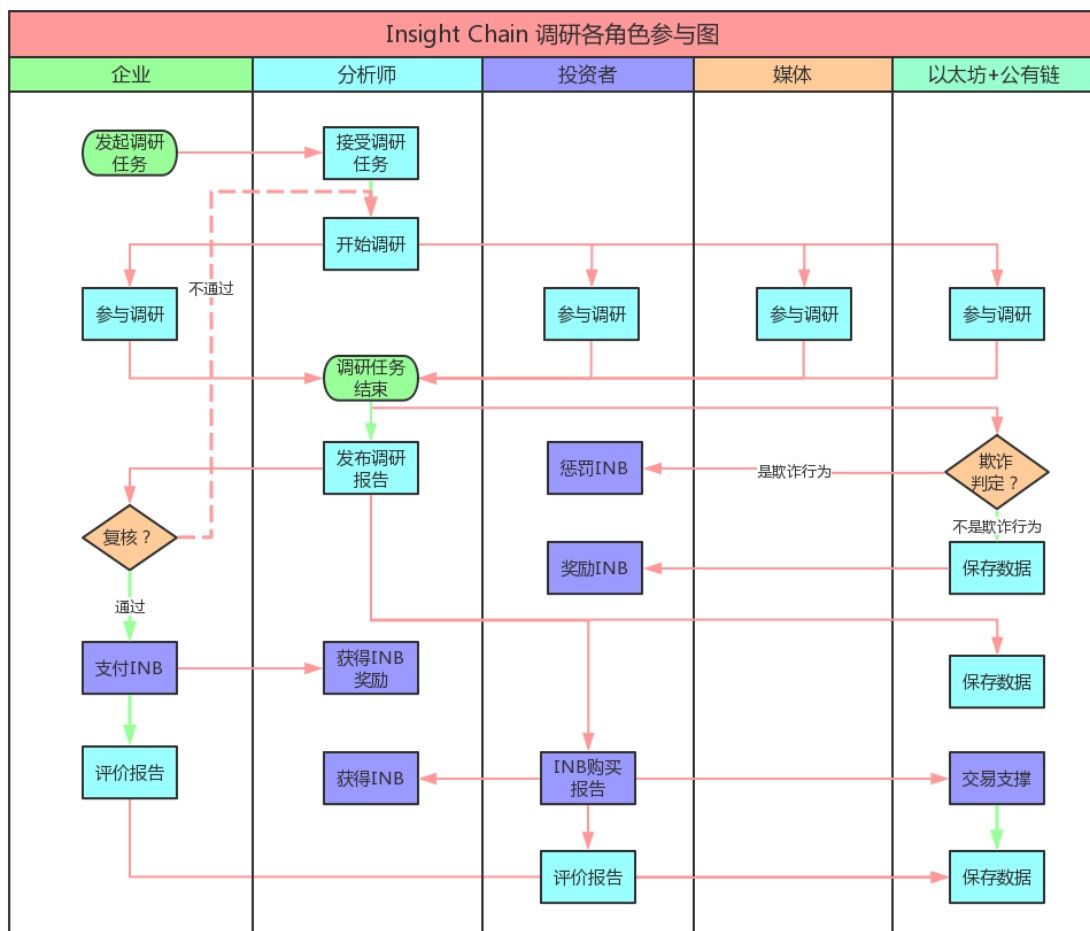 Insight Chain 调研各角色参与图
企业
分析师
投资者
媒体
以太坊+公有链
发起调研
任务
接受调研
任务
开始调研
不通过
参与调研
参与调研
参与调研
参与调研
调研任务
结束
发布调研
报告
惩罚INB
是欺诈行为
欺诈
判定？
复核？
不是欺诈行为
奖励INB
保存数据
通过
支付INB
获得INB
奖励
保存数据
评价报告
获得INB
INB购买
报告
交易支撑
评价报告
保存数据